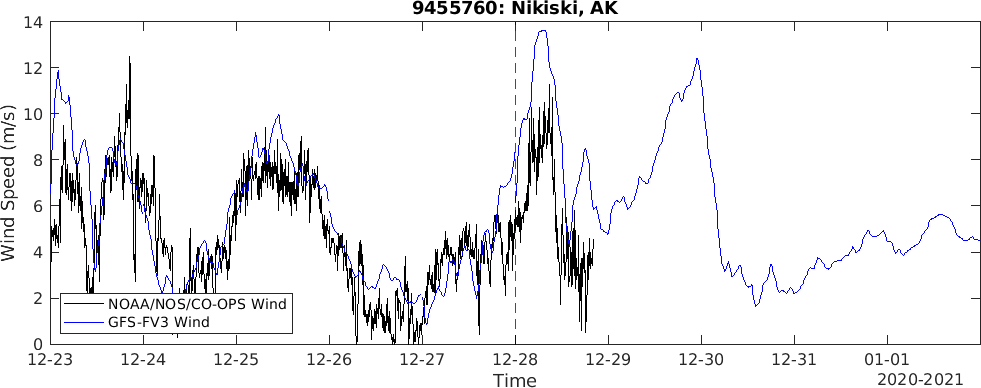 9455760: Nikiski, AK
14
12
10
8
6
4
2
0
Wind Speed (m/s)
NOAA/NOS/CO-OPS Wind
GFS-FV3 Wind
12-23 12-24 12-25 12-26 12-27 12-28 12-29 12-30 12-31 01-01
Time
2020-2021